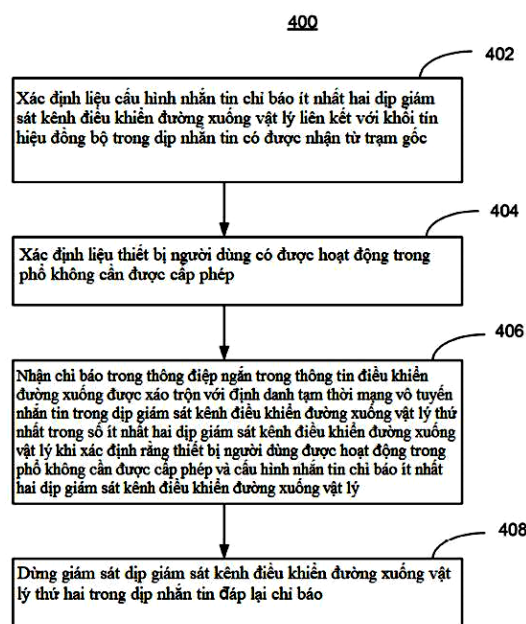 400
402
Xác định liệu cấu hình nhắn tin chỉ báo ít nhất hai dịp giám
sát kênh điều khiển đường xuống vật lý liên kết với khối tín
hiệu đồng bộ trong dịp nhắn tin có được nhận từ trạm gốc
404
Xác định liệu thiết bị người dùng có được hoạt động trong
phổ không cần được cấp phép
406
Nhận chỉ báo trong thông điệp ngắn trong thông tin điều khiển
đường xuống được xáo trộn với định danh tạm thời mạng vô tuyến
nhắn tin trong dịp giám sát kênh điều khiển đường xuống vật lý thứ
nhất trong số ít nhất hai dịp giám sát kênh điều khiển đường xuống vật
lý khi xác định rằng thiết bị người dùng được hoạt động trong
phổ không cần được cấp phép và cấu hình nhắn tin chỉ báo ít nhất
hai dịp giám sát kênh điều khiển đường xuống vật lý
408
Dừng giám sát dịp giám sát kênh điều khiển đường xuống vật
lý thứ hai trong dịp nhắn tin đáp lại chỉ báo